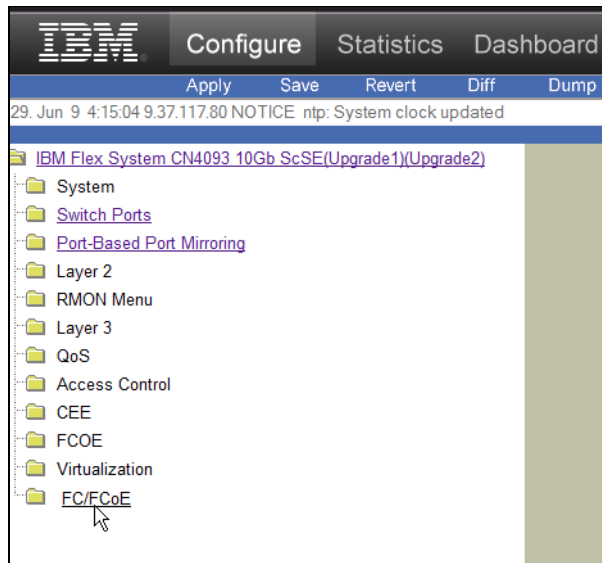 IBM.
Configure Statistics Dashboard
Apply Save Revert Diff Dump
29. Jun 9 4:15:04 9.37.117.80 NOTICE ntp: System clock updated
IBM Flex System CN4093 10Gb ScSE(Upgrade1)(Upgrade2)
System
Switch Ports
Port-Based Port Mirroring
Layer 2
RMON Menu
Layer 3
QoS
Access Control
CEE
FCOE
Virtualization
FC/FCoE